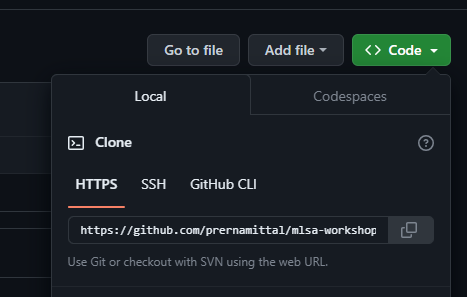 Go to file Add file <> Code
Local Codespaces
Clone
HTTPS SSH GitHub CLI
https://github.com/prernamittal/mlsa-workshop
Use Git or checkout with SVN using the web URL.